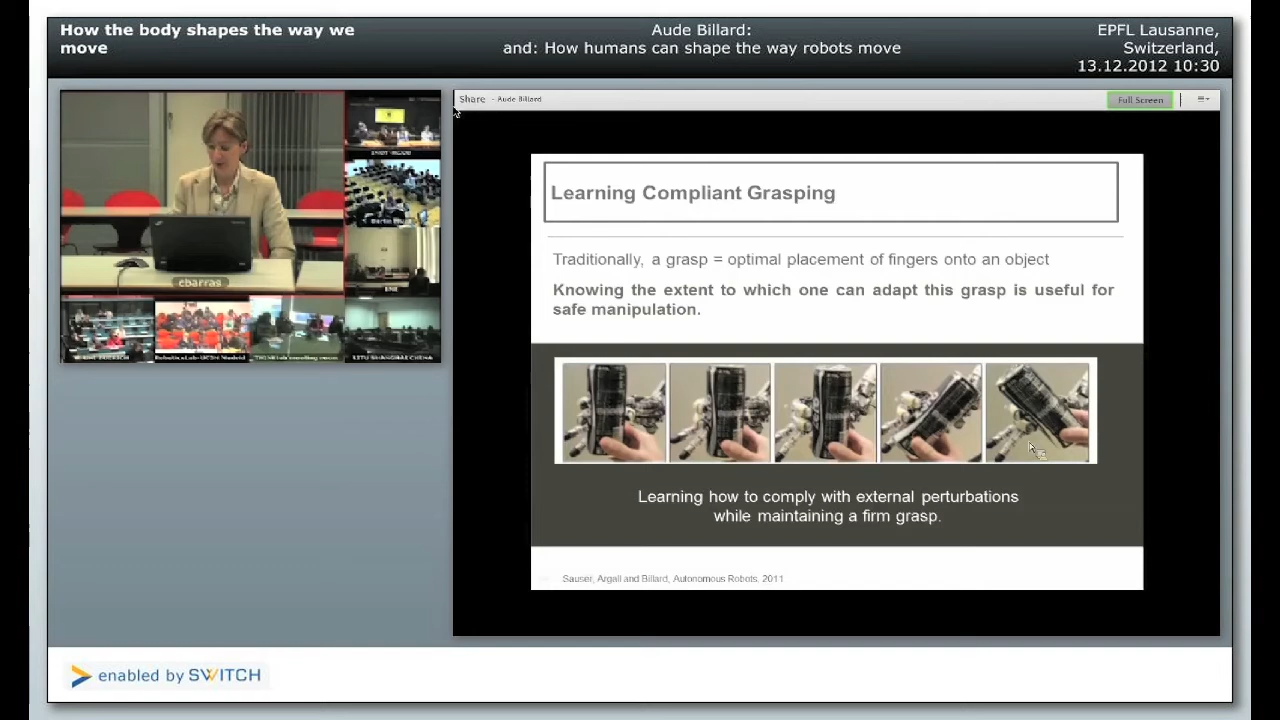 How the body shapes the way we
move
Aude Billard:
and: How humans can shape the way robots move
EPFL Lausanne,
Switzerland,
13.12.2012 10:30
Share - Aude Billard
Full Screen
cbarras
Learning Compliant Grasping
Traditionally, a grasp = optimal placement of fingers onto an object
Knowing the extent to which one can adapt this grasp is useful for
safe manipulation.
Learning how to comply with external perturbations
while maintaining a firm grasp.
Sauser, Argall and Billard, Autonomous Robots, 2011
enabled by SWITCH